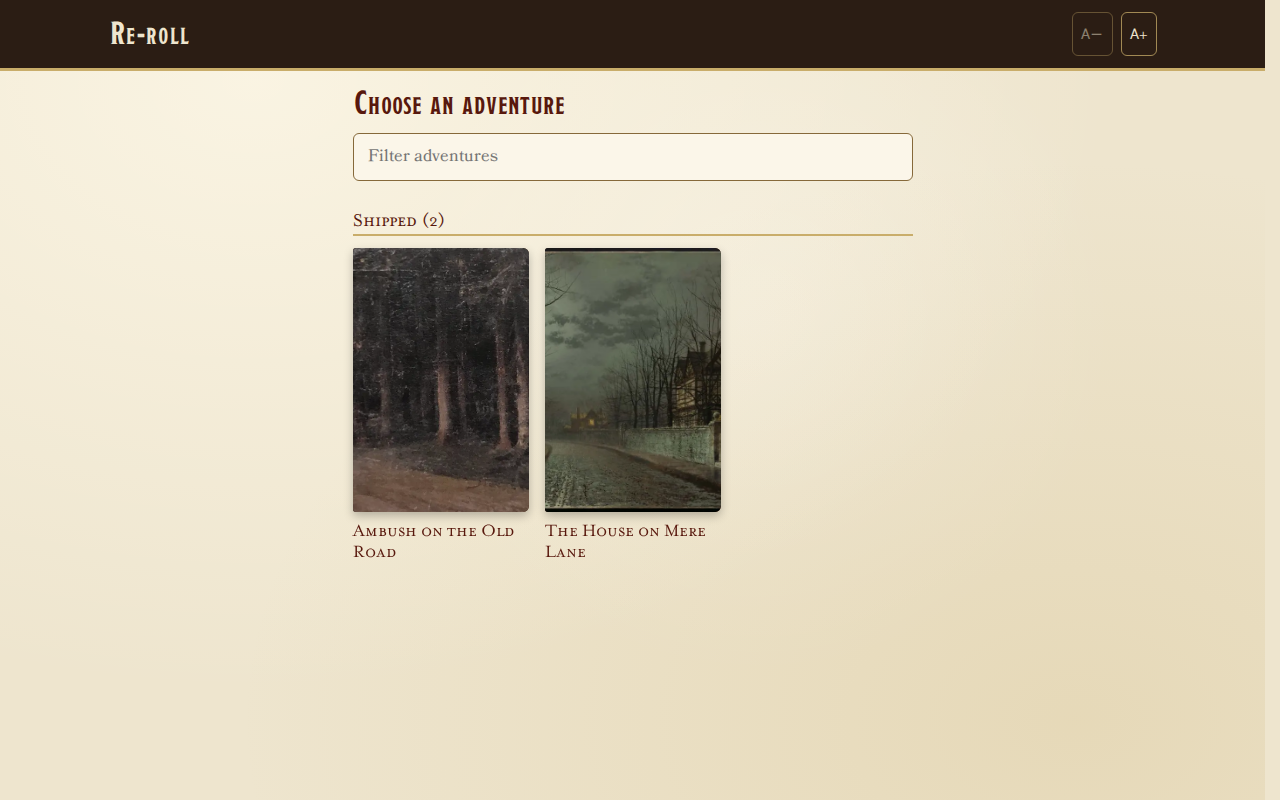 Re-roll
A−
A+
Choose an adventure
Filter adventures
Shipped (2)
Ambush on the Old
Road
The House on Mere
Lane